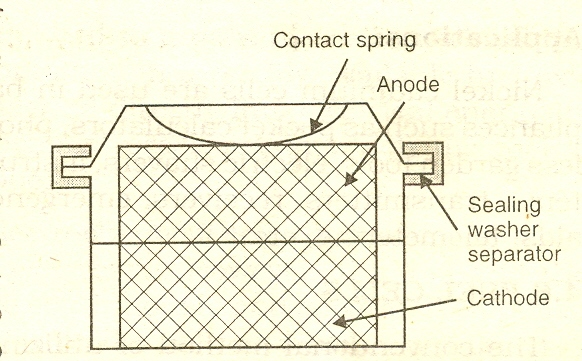 Contact spring
Anode
Sealing
washer
separator
Cathode